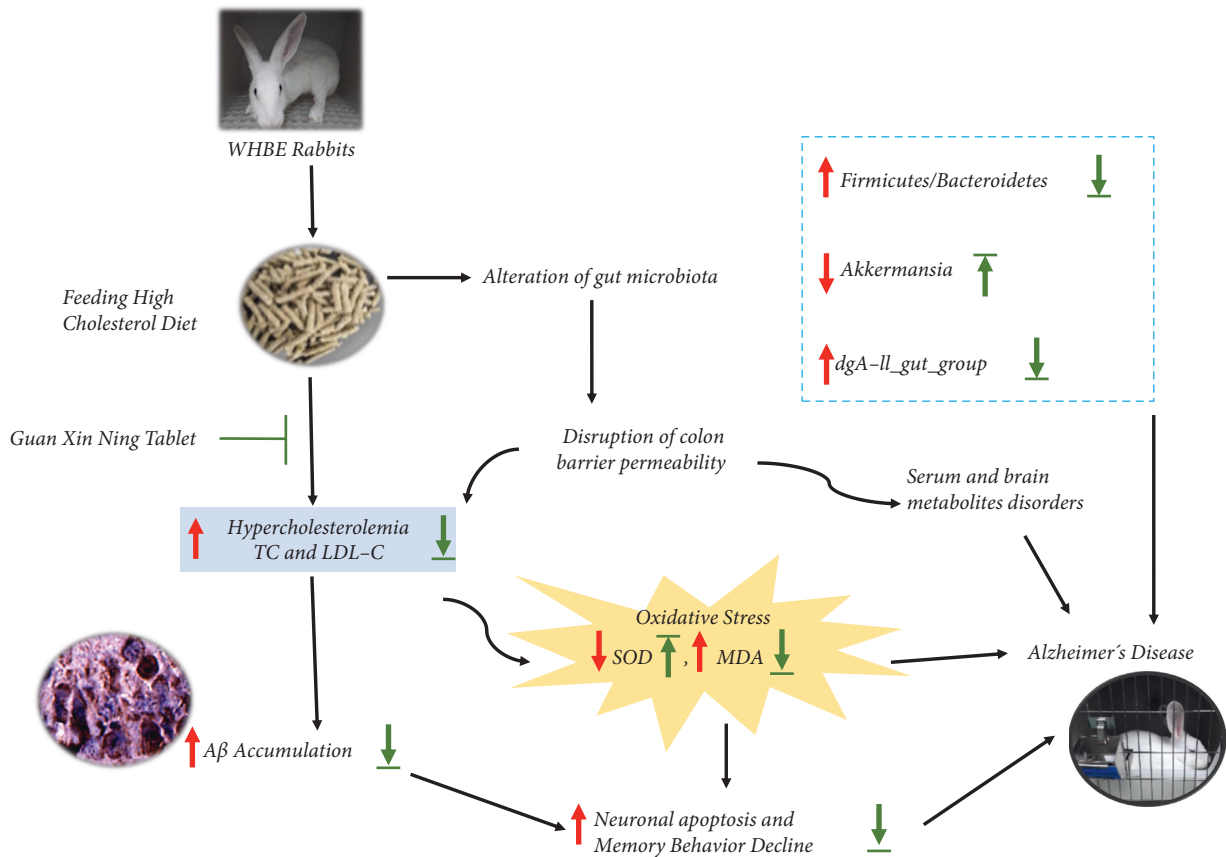 WHBE Rabbits
Feeding High
Cholesterol Diet
Alteration of gut microbiota
Firmicutes/Bacteroidetes
Akkermansia
dgA–ll_gut_group
Guan Xin Ning Tablet
Disruption of colon
barrier permeability
Serum and brain
metabolites disorders
Hypercholesterolemia
TC and LDL–C
Oxidative Stress
SOD , MDA
Alzheimer´s Disease
Aβ Accumulation
Neuronal apoptosis and
Memory Behavior Decline